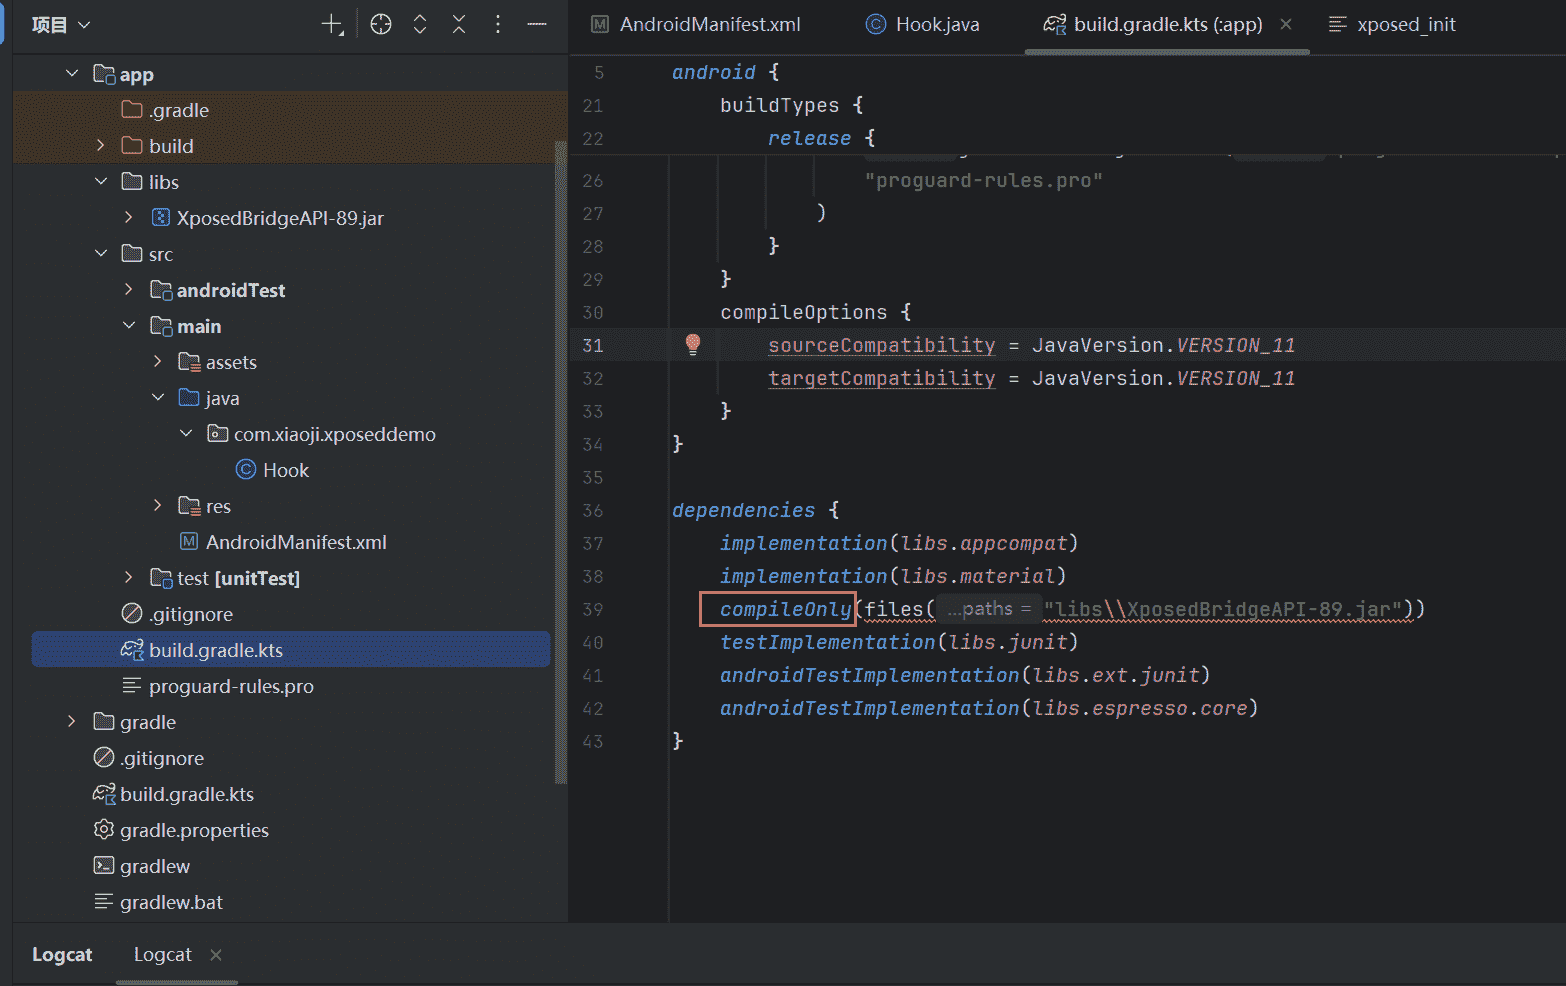 项目
app
.gradle
build
libs
XposedBridgeAPI-89.jar
src
androidTest
main
assets
java
com.xiaoji.xposeddemo
Hook
res
AndroidManifest.xml
test [unitTest]
.gitignore
build.gradle.kts
proguard-rules.pro
gradle
.gitignore
build.gradle.kts
gradle.properties
gradlew
gradlew.bat
AndroidManifest.xml
Hook.java
build.gradle.kts (:app)
xposed_init
5 android {
21 buildTypes {
22 release {
26 "proguard-rules.pro"
27 )
28 }
29 }
30 compileOptions {
31 sourceCompatibility = JavaVersion.VERSION_11
32 targetCompatibility = JavaVersion.VERSION_11
33 }
34 }
35
36 dependencies {
37 implementation(libs.appcompat)
38 implementation(libs.material)
39 compileOnly(files( ...paths = "libs\\XposedBridgeAPI-89.jar"))
40 testImplementation(libs.junit)
41 androidTestImplementation(libs.ext.junit)
42 androidTestImplementation(libs.espresso.core)
43 }
Logcat
Logcat